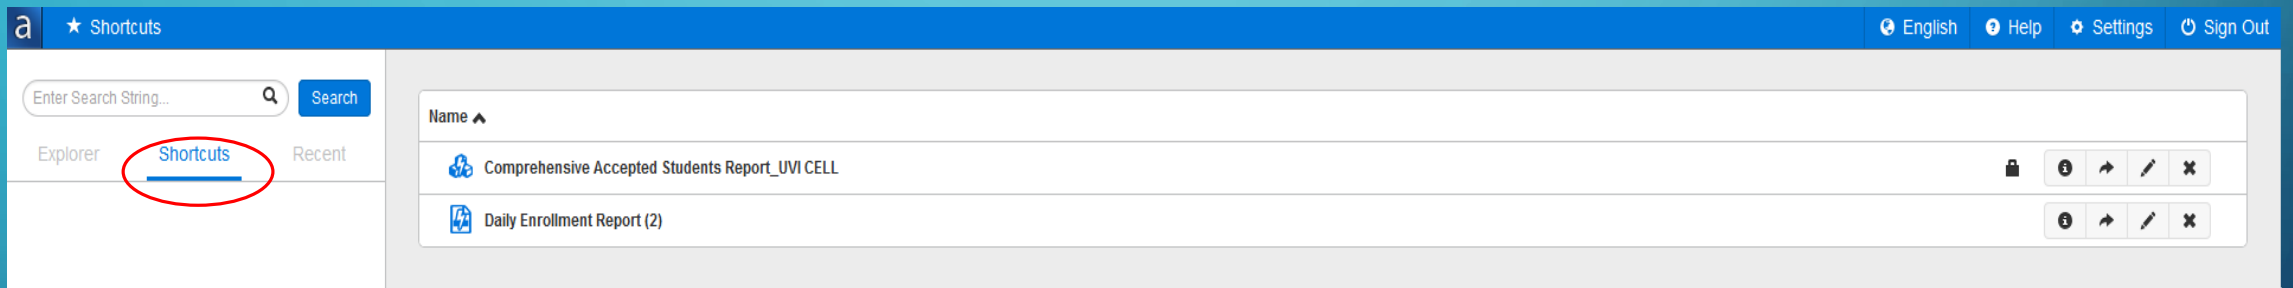 a Shortcuts English Help Settings Sign Out
Enter Search String... Search
Explorer Shortcuts Recent
Name
Comprehensive Accepted Students Report_UVI CELL
Daily Enrollment Report (2)